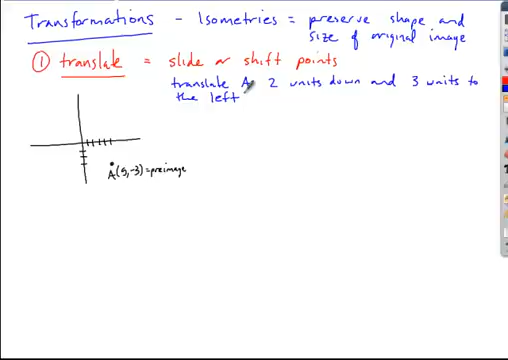 Transformations - Isometries = preserve shape and
size of original image
① translate = slide or shift points
translate A 2 units down and 3 units to
the left
A(5,-3)=preimage